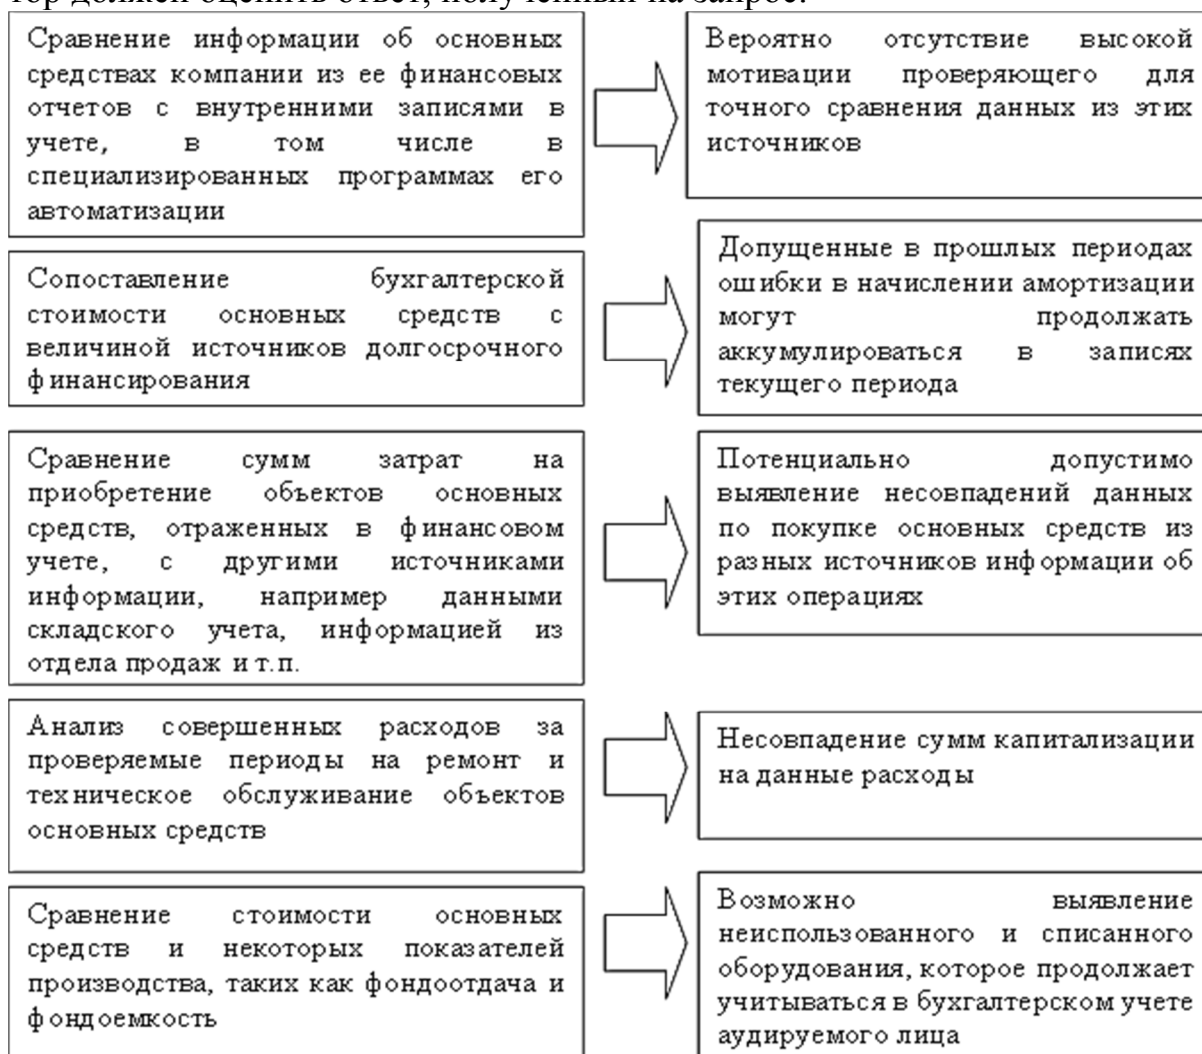 тор должен оценить ответ, полученный на запрос.
Сравнение информации об основных
средствах компании из ее финансовых
отчетов с внутренними записями в
учете, в том числе в
специализированных программах его
автоматизации
Вероятно отсутствие высокой
мотивации проверяющего для
точного сравнения данных из этих
источников
Сопоставление бухгалтерской
стоимости основных средств с
величиной источников долгосрочного
финансирования
Допущенные в прошлых периодах
ошибки в начислении амортизации
могут продолжать
аккумулироваться в записях
текущего периода
Сравнение сумм затрат на
приобретение объектов основных
средств, отраженных в финансовом
учете, с другими источниками
информации, например данными
складского учета, информацией из
отдела продаж и т.п.
Потенциально допустимо
выявление несовпадений данных
по покупке основных средств из
разных источников информации об
этих операциях
Анализ совершенных расходов за
проверяемые периоды на ремонт и
техническое обслуживание объектов
основных средств
Несовпадение сумм капитализации
на данные расходы
Сравнение стоимости основных
средств и некоторых показателей
производства, таких как фондоотдача и
фондоемкость
Возможно выявление
неиспользованного и списанного
оборудования, которое продолжает
учитываться в бухгалтерском учете
аудируемого лица